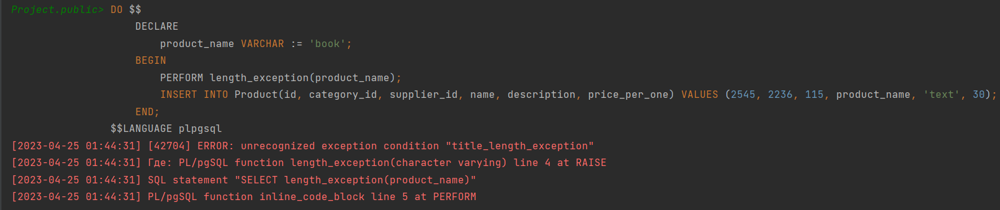 Project.public> DO $$
DECLARE
product_name VARCHAR := 'book';
BEGIN
PERFORM length_exception(product_name);
INSERT INTO Product(id, category_id, supplier_id, name, description, price_per_one) VALUES (2545, 2236, 115, product_name, 'text', 30);
END;
$$LANGUAGE plpgsql
[2023-04-25 01:44:31] [42704] ERROR: unrecognized exception condition "title_length_exception"
[2023-04-25 01:44:31] Где: PL/pgSQL function length_exception(character varying) line 4 at RAISE
[2023-04-25 01:44:31] SQL statement "SELECT length_exception(product_name)"
[2023-04-25 01:44:31] PL/pgSQL function inline_code_block line 5 at PERFORM